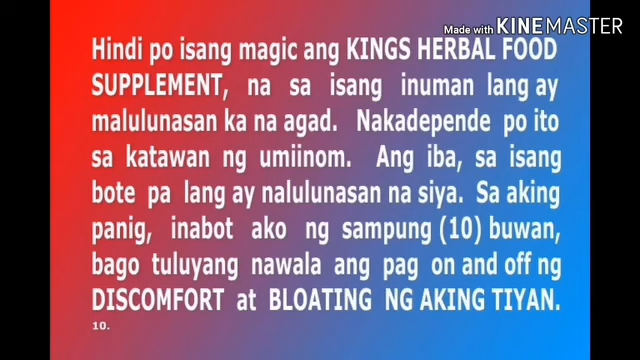 Made with KINEMASTER
Hindi po isang magic ang KINGS HERBAL FOOD
SUPPLEMENT, na sa isang inuman lang ay
malulunasan ka na agad. Nakadepende po ito
sa katawan ng umiinom. Ang iba, sa isang
bote pa lang ay nalulunasan na siya. Sa aking
panig, inabot ako ng sampung (10) buwan,
bago tuluyang nawala ang pag on and off ng
DISCOMFORT at BLOATING NG AKING TIYAN.
10.